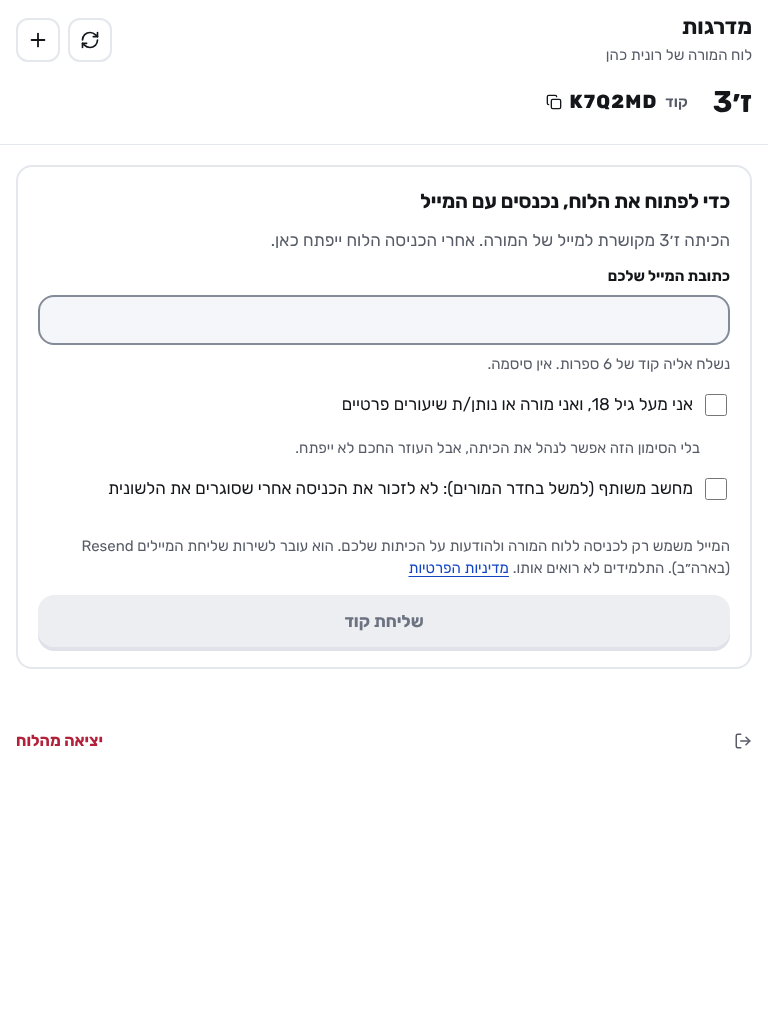 מדרגות
לוח המורה של רונית כהן
ז׳3 קוד K7Q2MD
כדי לפתוח את הלוח, נכנסים עם המייל
הכיתה ז׳3 מקושרת למייל של המורה. אחרי הכניסה הלוח ייפתח כאן.
כתובת המייל שלכם
נשלח אליה קוד של 6 ספרות. אין סיסמה.
אני מעל גיל 18, ואני מורה או נותן/ת שיעורים פרטיים
בלי הסימון הזה אפשר לנהל את הכיתה, אבל העוזר החכם לא ייפתח.
מחשב משותף (למשל בחדר המורים): לא לזכור את הכניסה אחרי שסוגרים את הלשונית
המייל משמש רק לכניסה ללוח המורה ולהודעות על הכיתות שלכם. הוא עובר לשירות שליחת המיילים Resend
(בארה״ב). התלמידים לא רואים אותו. מדיניות הפרטיות
שליחת קוד
יציאה מהלוח